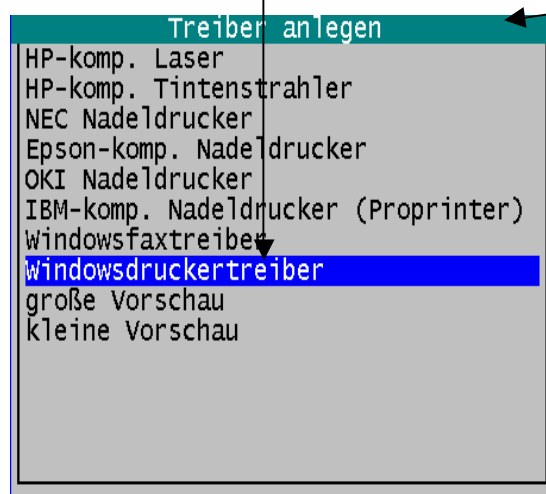 Treiber anlegen
HP-komp. Laser
HP-komp. Tintenstrahler
NEC Nadeldrucker
Epson-komp. Nadeldrucker
OKI Nadeldrucker
IBM-komp. Nadeldrucker (Proprinter)
Windowsfaxtreiber
Windowsdruckertreiber
große Vorschau
kleine Vorschau